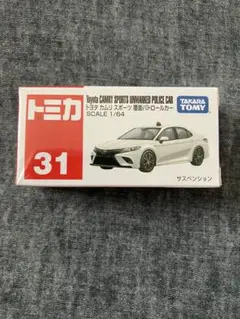 トミカ
31
Toyota CAMRY SPORTS UNMARKED POLICE CAR
トヨタ カムリ スポーツ 覆面パトロールカー
SCALE 1/64
TAKARA
TOMY
サスペンション